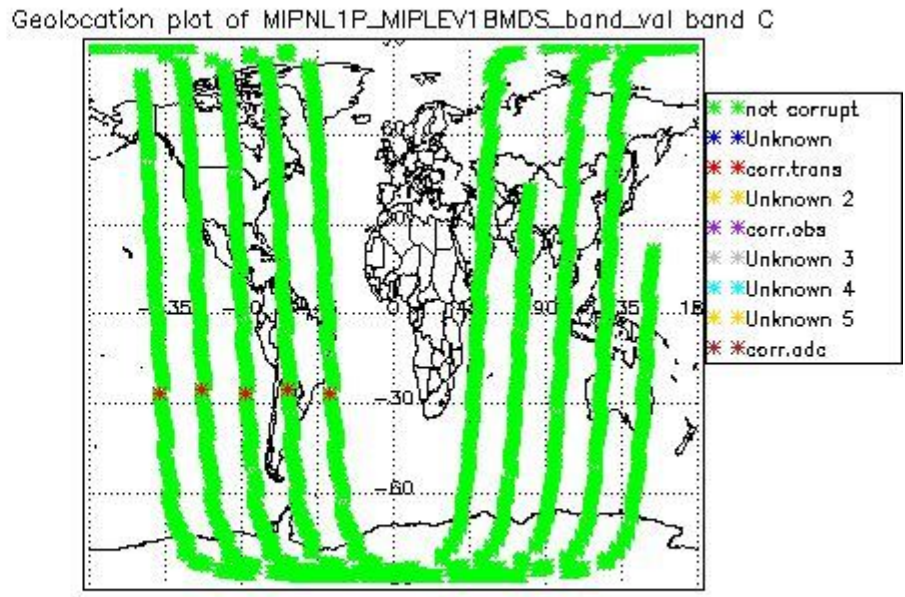 Geolocation plot of MIPNL1P_MIPLEV1BMDS_band_val band C
60
0
-30
-60
not corrupt
Unknown
corr.trans
Unknown 2
corr.obs
Unknown 3
Unknown 4
Unknown 5
corr.adc